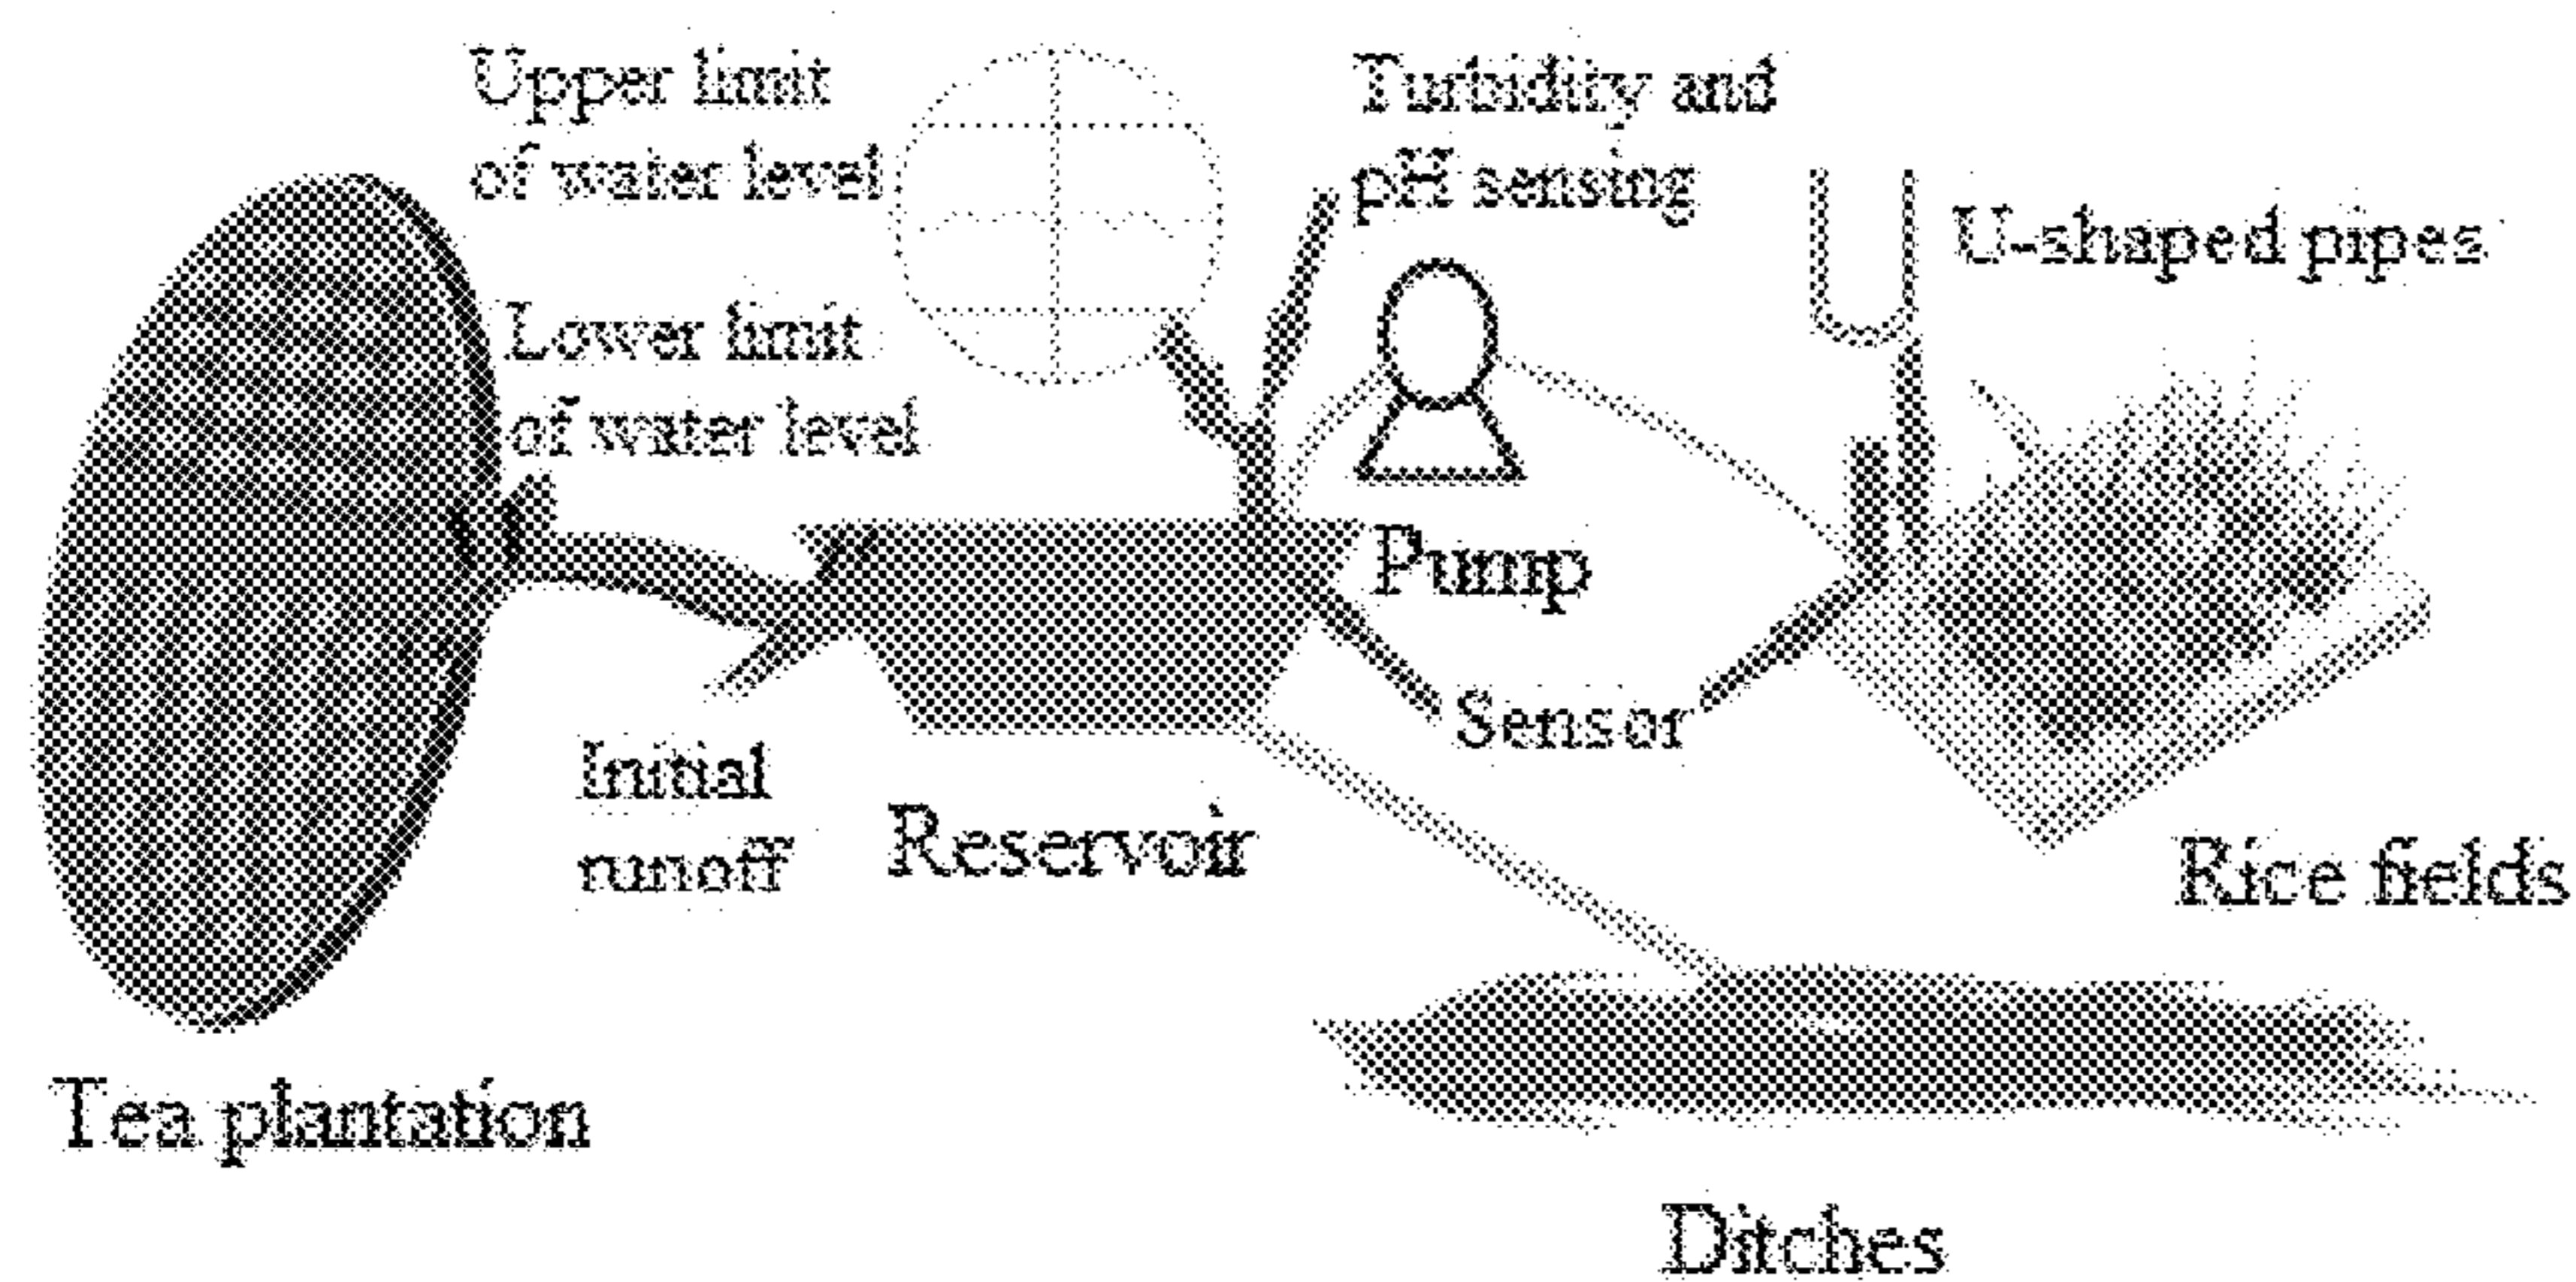 Upper limit
of water level
Turbidity and
pH sensing
U-shaped pipes
Lower limit
of water level
Pump
Sensor
Initial
runoff
Reservoir
Rice fields
Tea plantation
Ditches